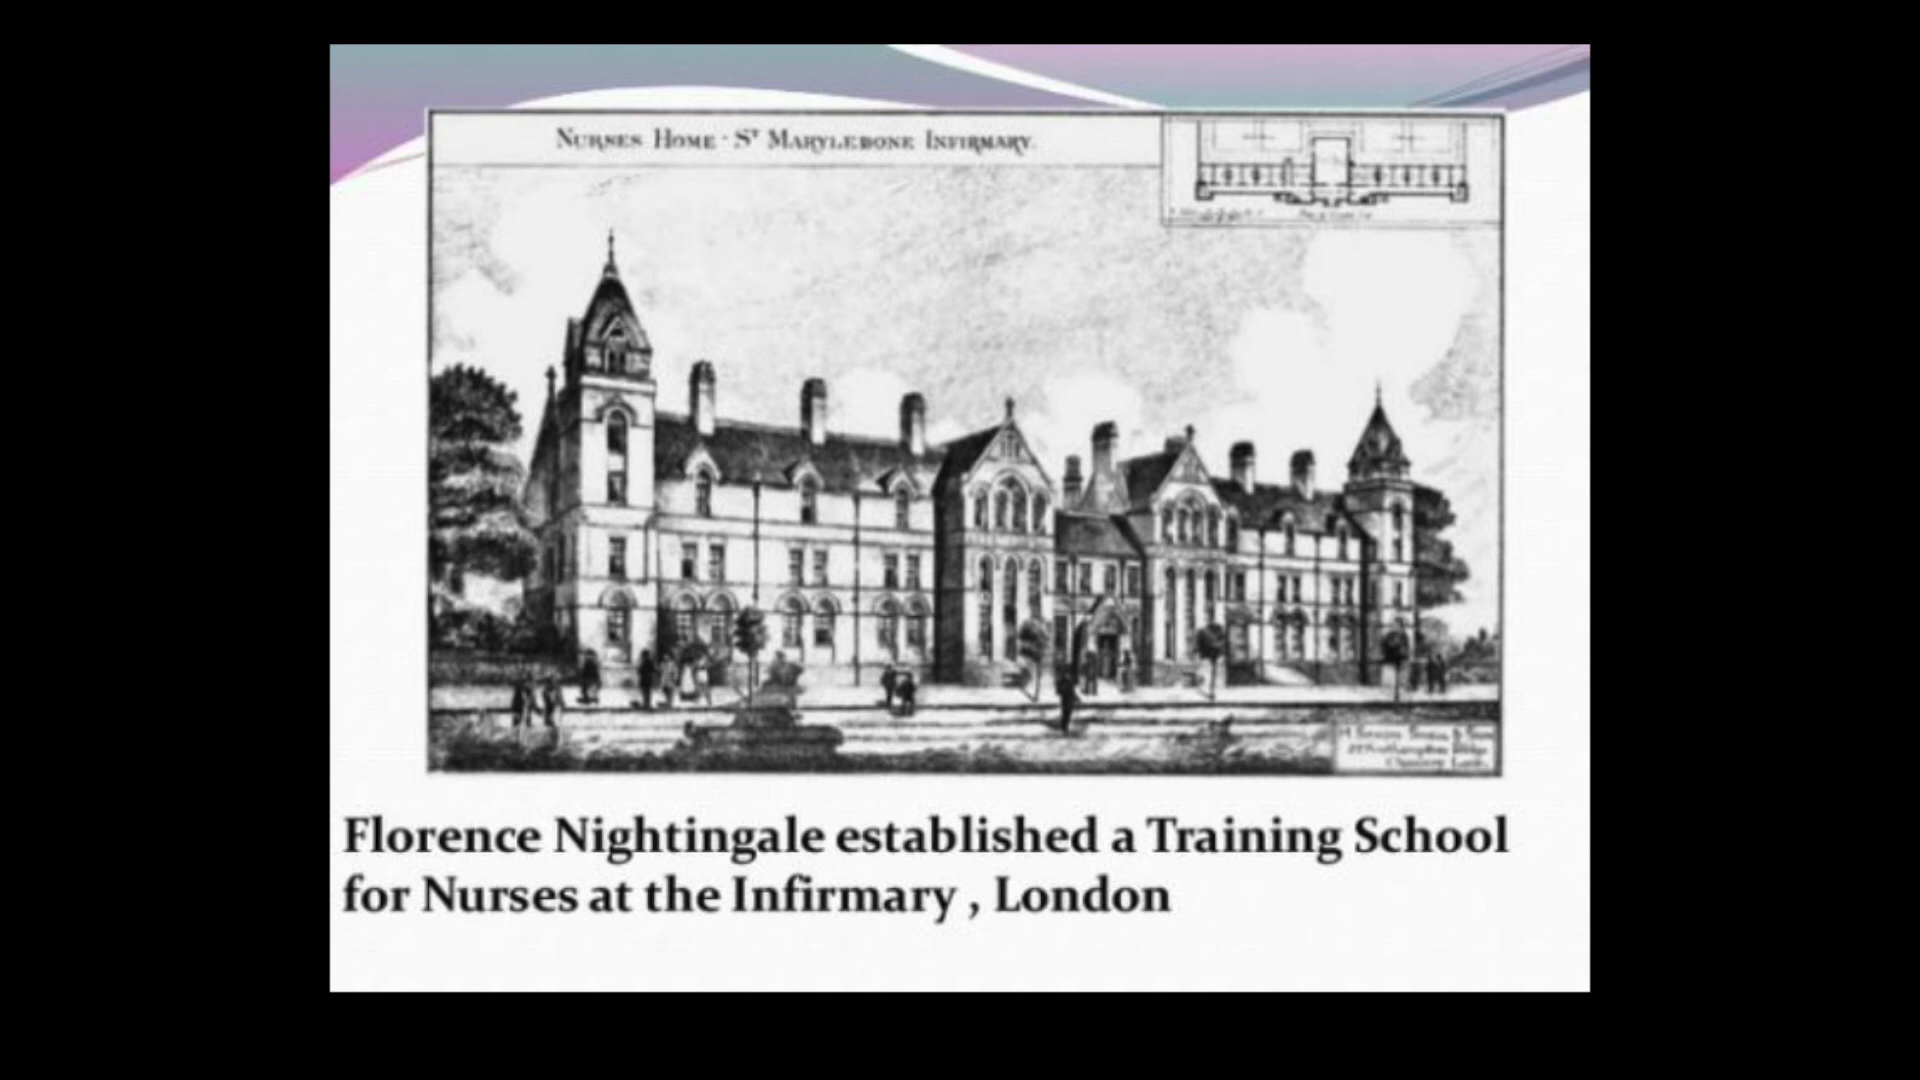 NURSES HOME · ST MARYLEBONE INFIRMARY.
Florence Nightingale established a Training School
for Nurses at the Infirmary , London